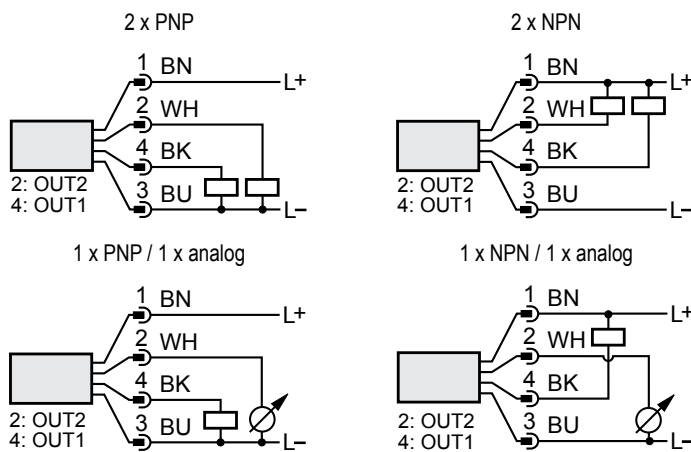 2 x PNP
1 BN L+
2 WH
4 BK
3 BU L–
2: OUT2
4: OUT1
2 x NPN
1 BN L+
2 WH
4 BK
3 BU L–
2: OUT2
4: OUT1
1 x PNP / 1 x analog
1 BN L+
2 WH
4 BK
3 BU L–
2: OUT2
4: OUT1
1 x NPN / 1 x analog
1 BN L+
2 WH
4 BK
3 BU L–
2: OUT2
4: OUT1